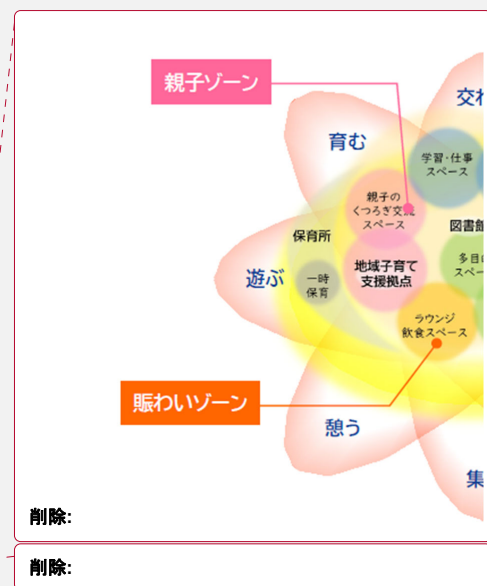 親子ゾーン
交
育む
学習・仕事
スペース
親子の
くつろぎ交流
スペース
図書館
保育所
地域子育て
支援拠点
多目
スペー
遊ぶ
一時
保育
ラウンジ
飲食スペース
賑わいゾーン
憩う
集
削除:
削除: